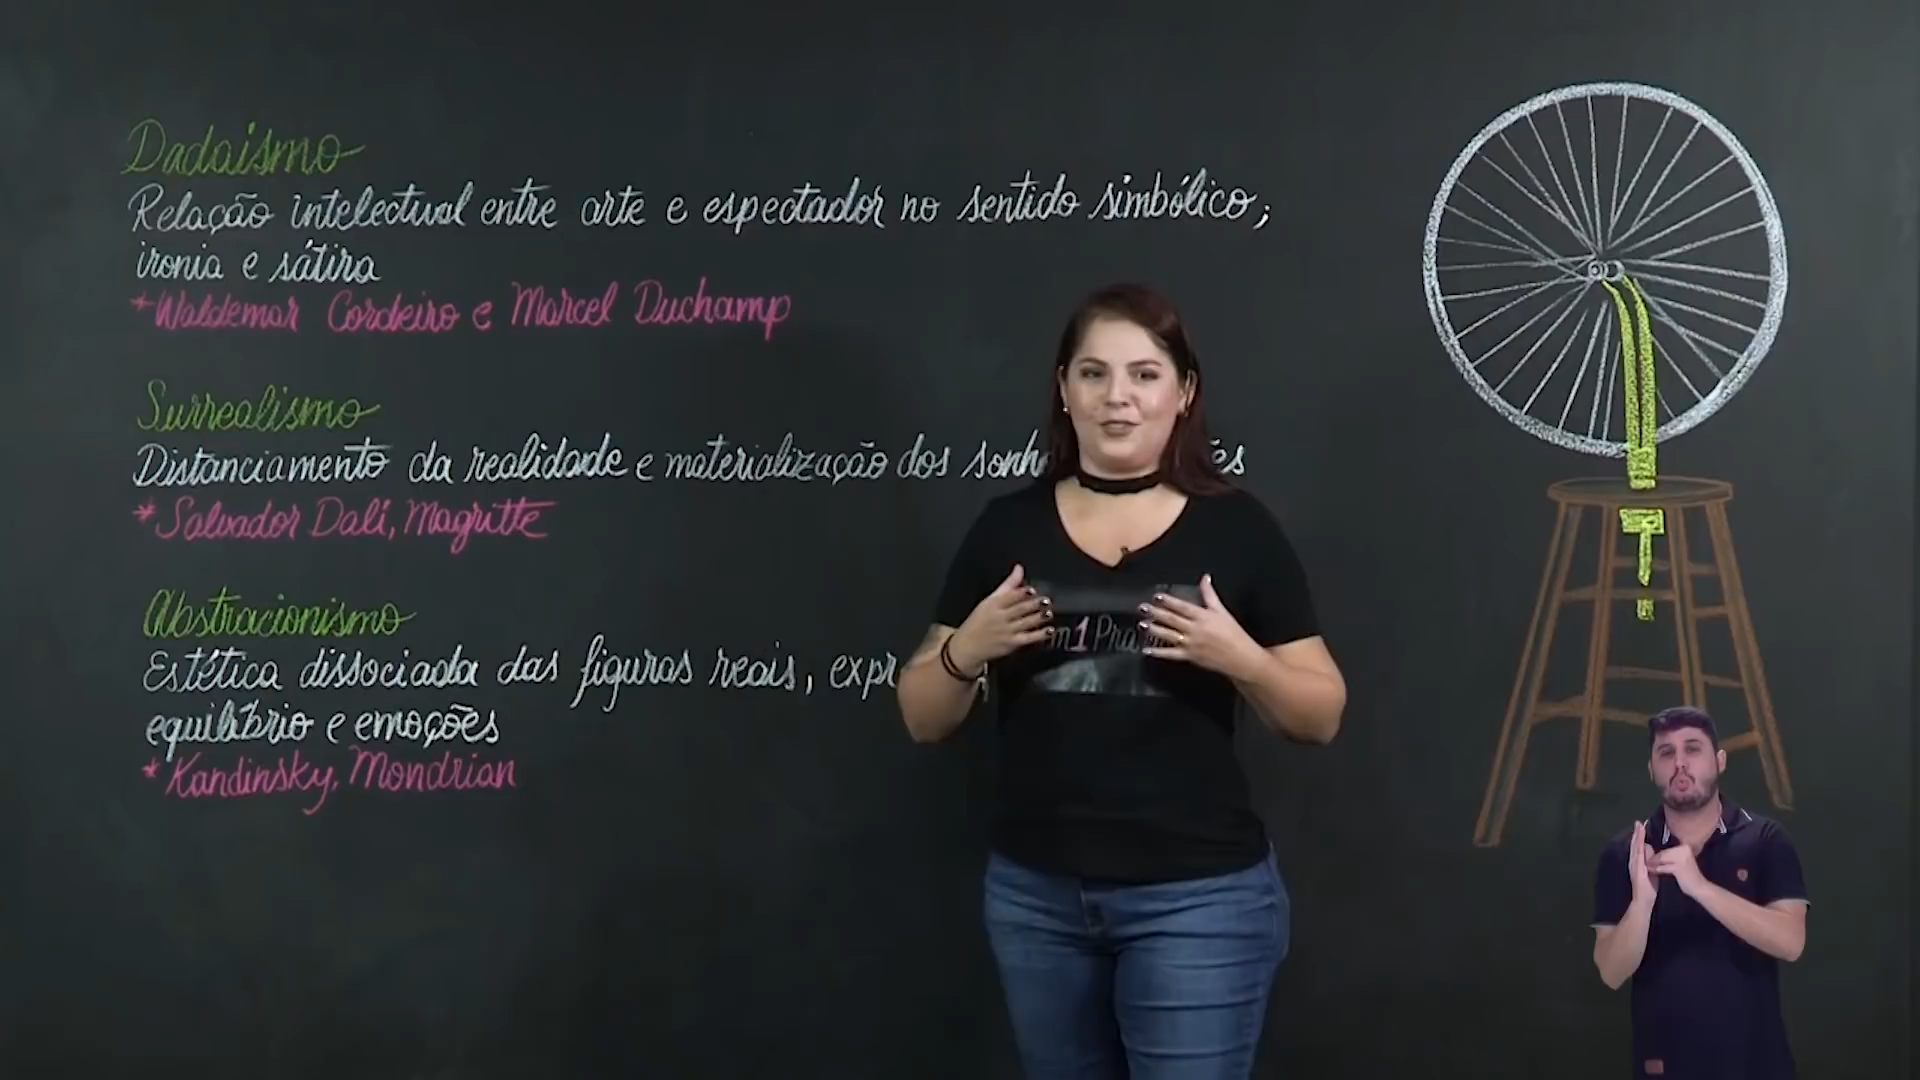 Dadaismo
Relação intelectual entre arte e espectador no sentido simbólico;
ironia e sátira
*Waldemar Cordeiro e Marcel Duchamp
Surrealismo
Distanciamento da realidade e materialização dos
*Salvador Dalí, Magritte
Abstracionismo
Estética dissociada das figuras reais,
equilíbrio e emoções
*Kandinsky, Mondrian